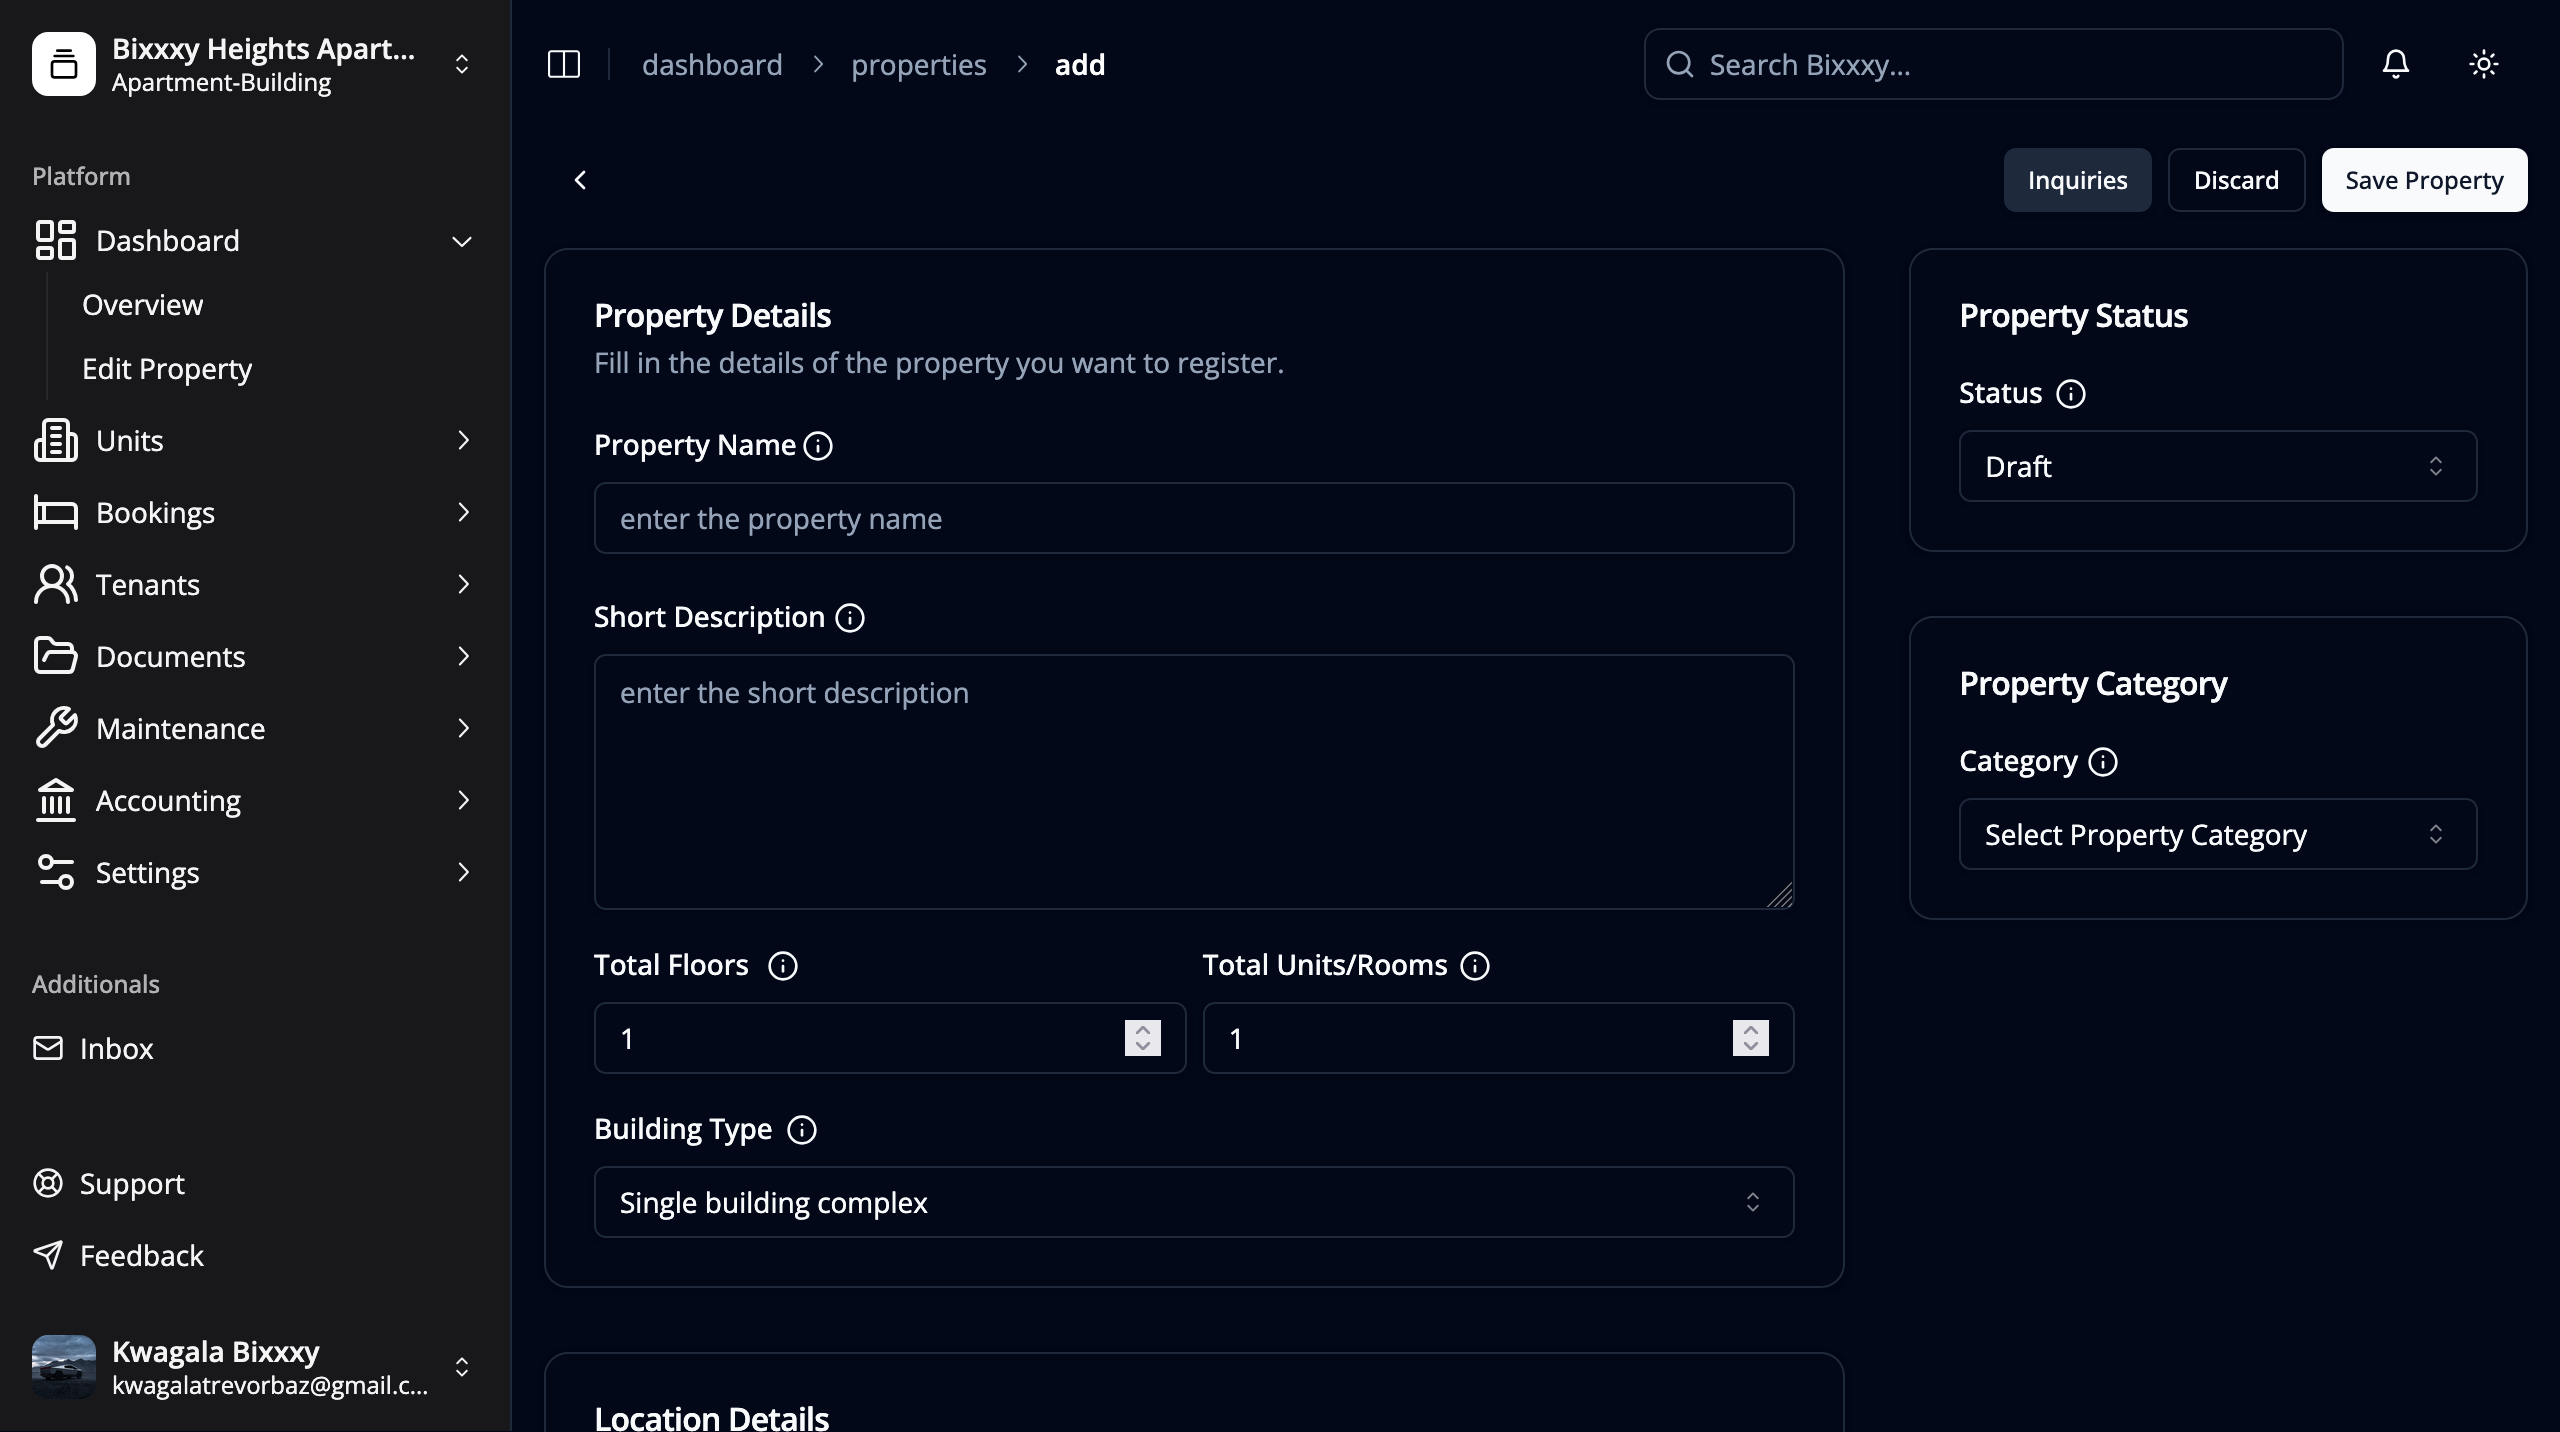 Bixxxy Heights Apart...
Apartment-Building
Platform
Dashboard
Overview
Edit Property
Units
Bookings
Tenants
Documents
Maintenance
Accounting
Settings
Additionals
Inbox
Support
Feedback
Kwagala Bixxxy
kwagalatrevorbaz@gmail.c...
dashboard > properties > add
Search Bixxxy...
Inquiries
Discard
Save Property
Property Details
Fill in the details of the property you want to register.
Property Name
enter the property name
Short Description
enter the short description
Total Floors
1
Total Units/Rooms
1
Building Type
Single building complex
Location Details
Property Status
Status
Draft
Property Category
Category
Select Property Category